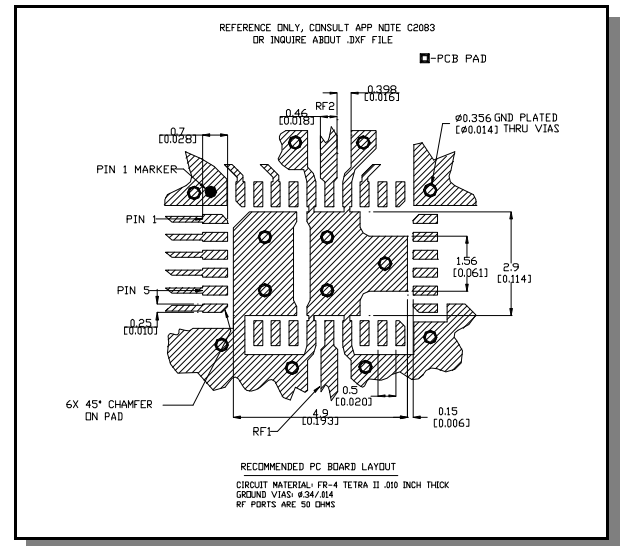 REFERENCE ONLY, CONSULT APP NOTE C2083
OR INQUIRE ABOUT .DXF FILE
-PCB PAD
0.398
[0.016]
RF2
0.46
[0.018]
Ø0.356 GND PLATED
[Ø0.014] THRU VIAS
0.7
[0.028]
PIN 1 MARKER
PIN 1
1.56
[0.061]
2.9
[0.114]
PIN 5
0.25
[0.010]
0.5
[0.020]
6X 45° CHAMFER
ON PAD
4.9
[0.193]
0.15
[0.006]
RF1
RECOMMENDED PC BOARD LAYOUT
CIRCUIT MATERIAL: FR-4 TETRA II .010 INCH THICK
GROUND VIAS: Ø.34/.014
RF PORTS ARE 50 OHMS